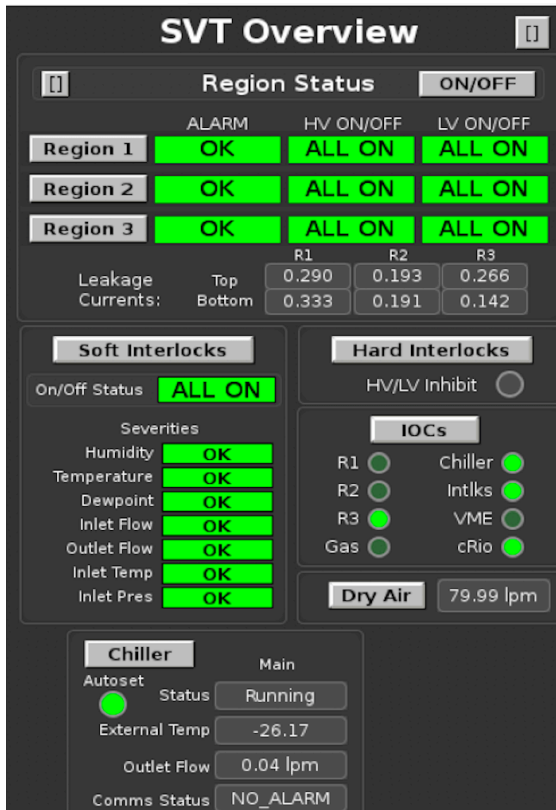 SVT Overview []
[] Region Status ON/OFF
ALARM HV ON/OFF LV ON/OFF
Region 1 OK ALL ON ALL ON
Region 2 OK ALL ON ALL ON
Region 3 OK ALL ON ALL ON
R1 R2 R3
Leakage Currents: Top 0.290 0.193 0.266
Bottom 0.333 0.191 0.142
Soft Interlocks
On/Off Status ALL ON
Severities
Humidity OK
Temperature OK
Dewpoint OK
Inlet Flow OK
Outlet Flow OK
Inlet Temp OK
Inlet Pres OK
Hard Interlocks
HV/LV Inhibit
IOCs
R1 Chiller
R2 Intlks
R3 VME
Gas cRio
Dry Air 79.99 lpm
Chiller
Main
Autoset
Status Running
External Temp -26.17
Outlet Flow 0.04 lpm
Comms Status NO_ALARM